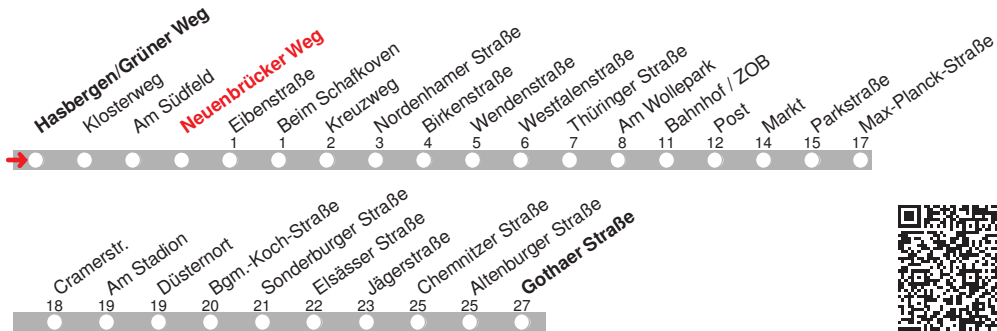 Hasbergen/Grüner Weg
Klosterweg
Am Südfeld
Neuenbrücker Weg
Eibenstraße
Beim Schafkoven
Kreuzweg
Nordenhamer Straße
Birkenstraße
Wendenstraße
Westfalenstraße
Thüringer Straße
Am Wollepark
Bahnhof / ZOB
Post
Markt
Parkstraße
Max-Planck-Straße
1 1 2 3 4 5 6 7 8 11 12 14 15 17
Cramerstr.
Am Stadion
Düsternort
Bgm.-Koch-Straße
Sonderburger Straße
Elsässer Straße
Jägerstraße
Chemnitzer Straße
Altenburger Straße
Gothaer Straße
18 19 19 20 21 22 23 25 25 27